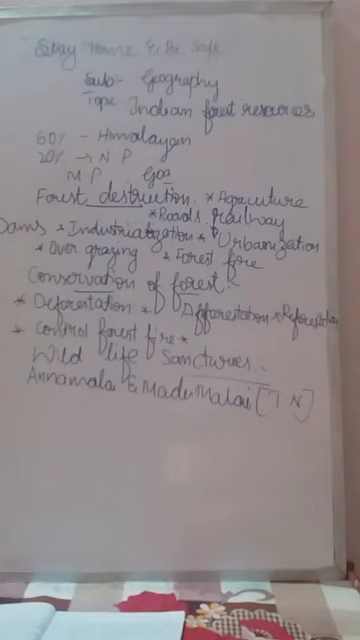 Stay Home & Be Safe
Sub:- Geography
Topic Indian forest resources
60% - Himalayan
20% → N P
M P Goa
Forest destruction * Agriculture
* Roads, railway
Dams * Industrialization * Urbanization
* Over grazing * Forest fire
Conservation of forest:-
* Deforestation * Afforestation * Reforestation
* Control forest fire *
Wild life Sancturies:-
Annamalai & MaduMalai [T N]